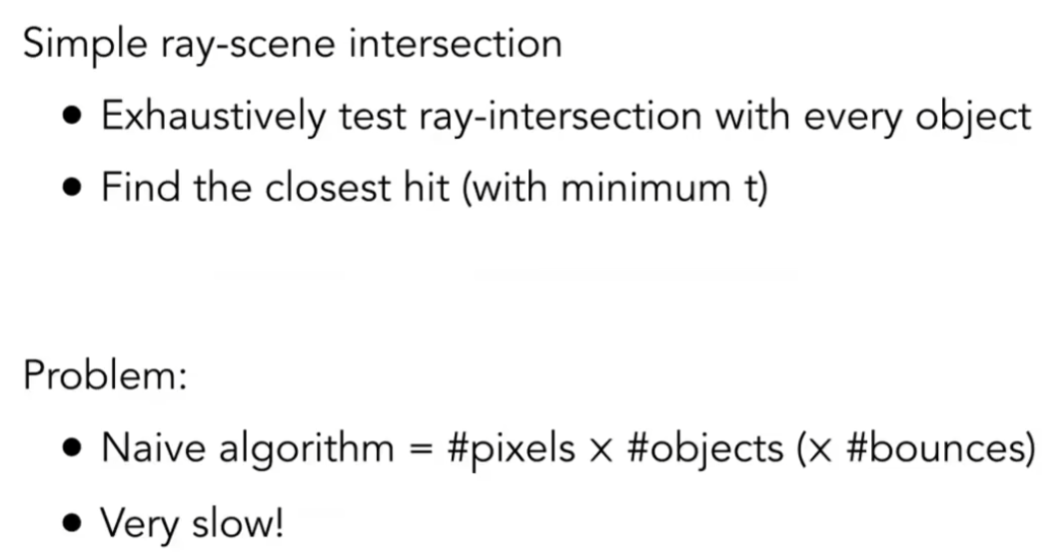 Simple ray-scene intersection
● Exhaustively test ray-intersection with every object
● Find the closest hit (with minimum t)
Problem:
● Naive algorithm = #pixels × #objects (× #bounces)
● Very slow!